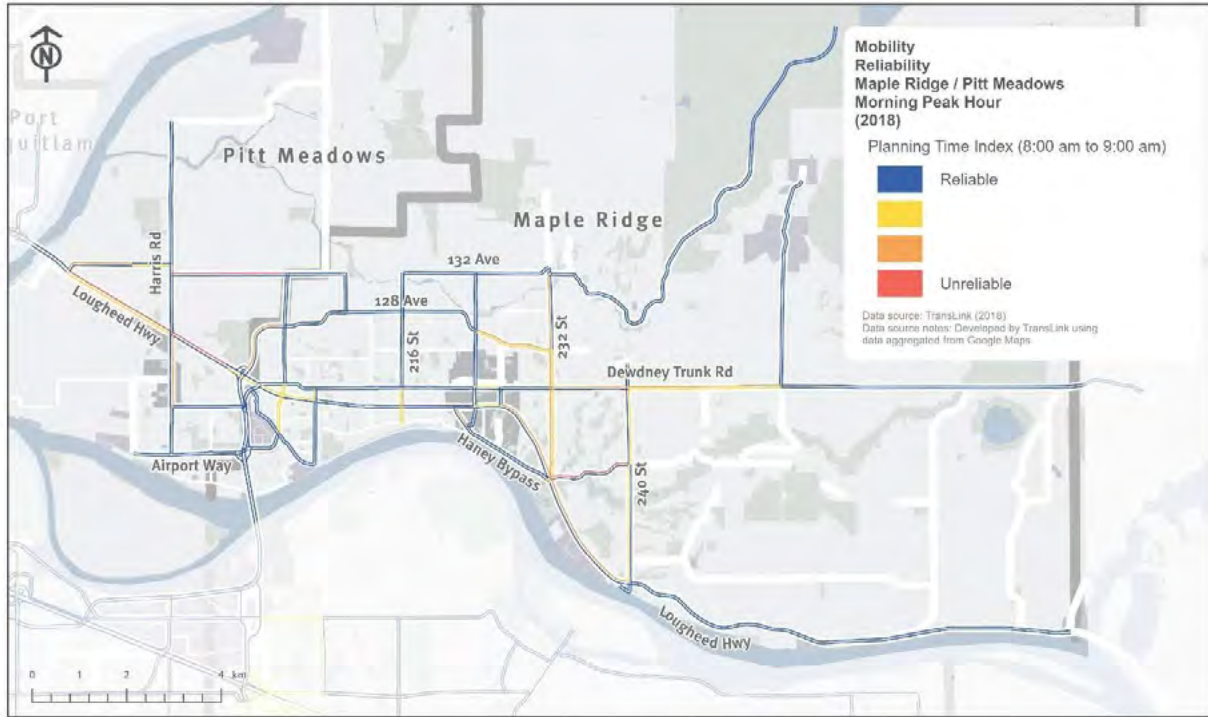 N
Port
Pitt Meadows
Maple Ridge
Harris Rd
Lougheed Hwy
132 Ave
128 Ave
216 St
232 St
Dewdney Trunk Rd
Airport Way
Haney Bypass
240 St
Lougheed Hwy
0 1 2 4 km
Mobility
Reliability
Maple Ridge / Pitt Meadows
Morning Peak Hour
(2018)
Planning Time Index (8:00 am to 9:00 am)
Reliable
Unreliable
Data source: TransLink (2018)
Data source notes: Developed by TransLink using
data aggregated from Google Maps